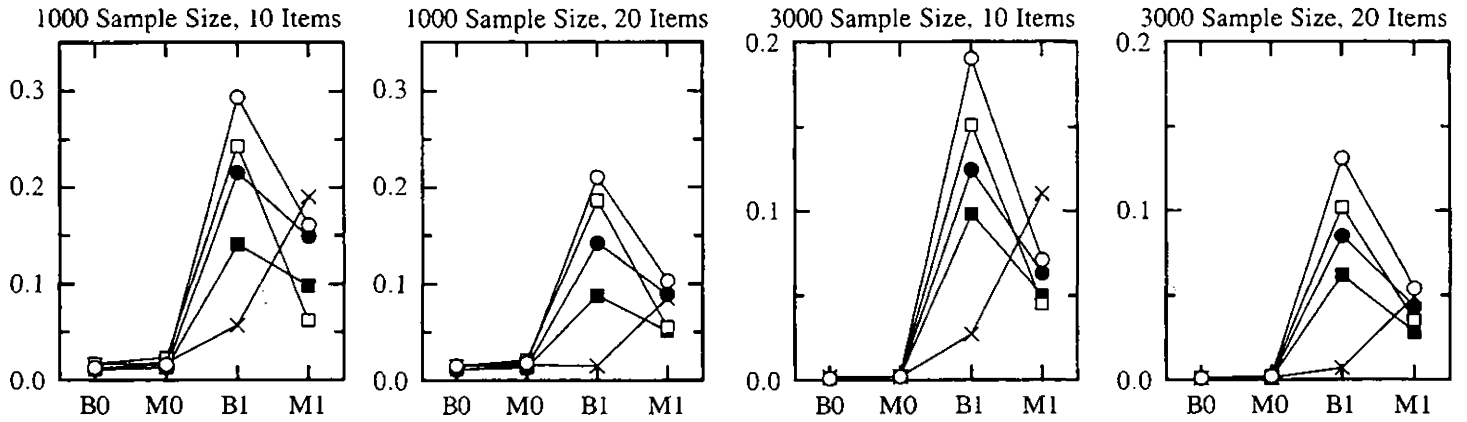 1000 Sample Size, 10 Items
0.3
0.2
0.1
0.0
B0 M0 B1 M1
1000 Sample Size, 20 Items
0.3
0.2
0.1
0.0
B0 M0 B1 M1
3000 Sample Size, 10 Items
0.2
0.1
0.0
B0 M0 B1 M1
3000 Sample Size, 20 Items
0.2
0.1
0.0
B0 M0 B1 M1